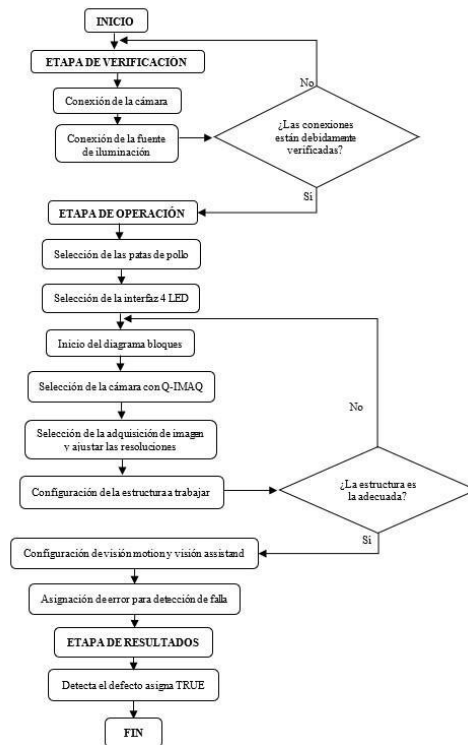 INICIO
ETAPA DE VERIFICACIÓN
No
Conexión de la cámara
Conexión de la fuente
de iluminación
¿Las conexiones
están debidamente
verificadas?
Si
ETAPA DE OPERACIÓN
Selección de las patas de pollo
Selección de la interfaz 4 LED
Inicio del diagrama bloques
Selección de la cámara con Q-IMAQ
No
Selección de la adquisición de imagen
y ajustar las resoluciones
Configuración de la estructura a trabajar
¿La estructura es
la adecuada?
Si
Configuración de visión motion y visión assistand
Asignación de error para detección de falla
ETAPA DE RESULTADOS
Detecta el defecto asigna TRUE
FIN